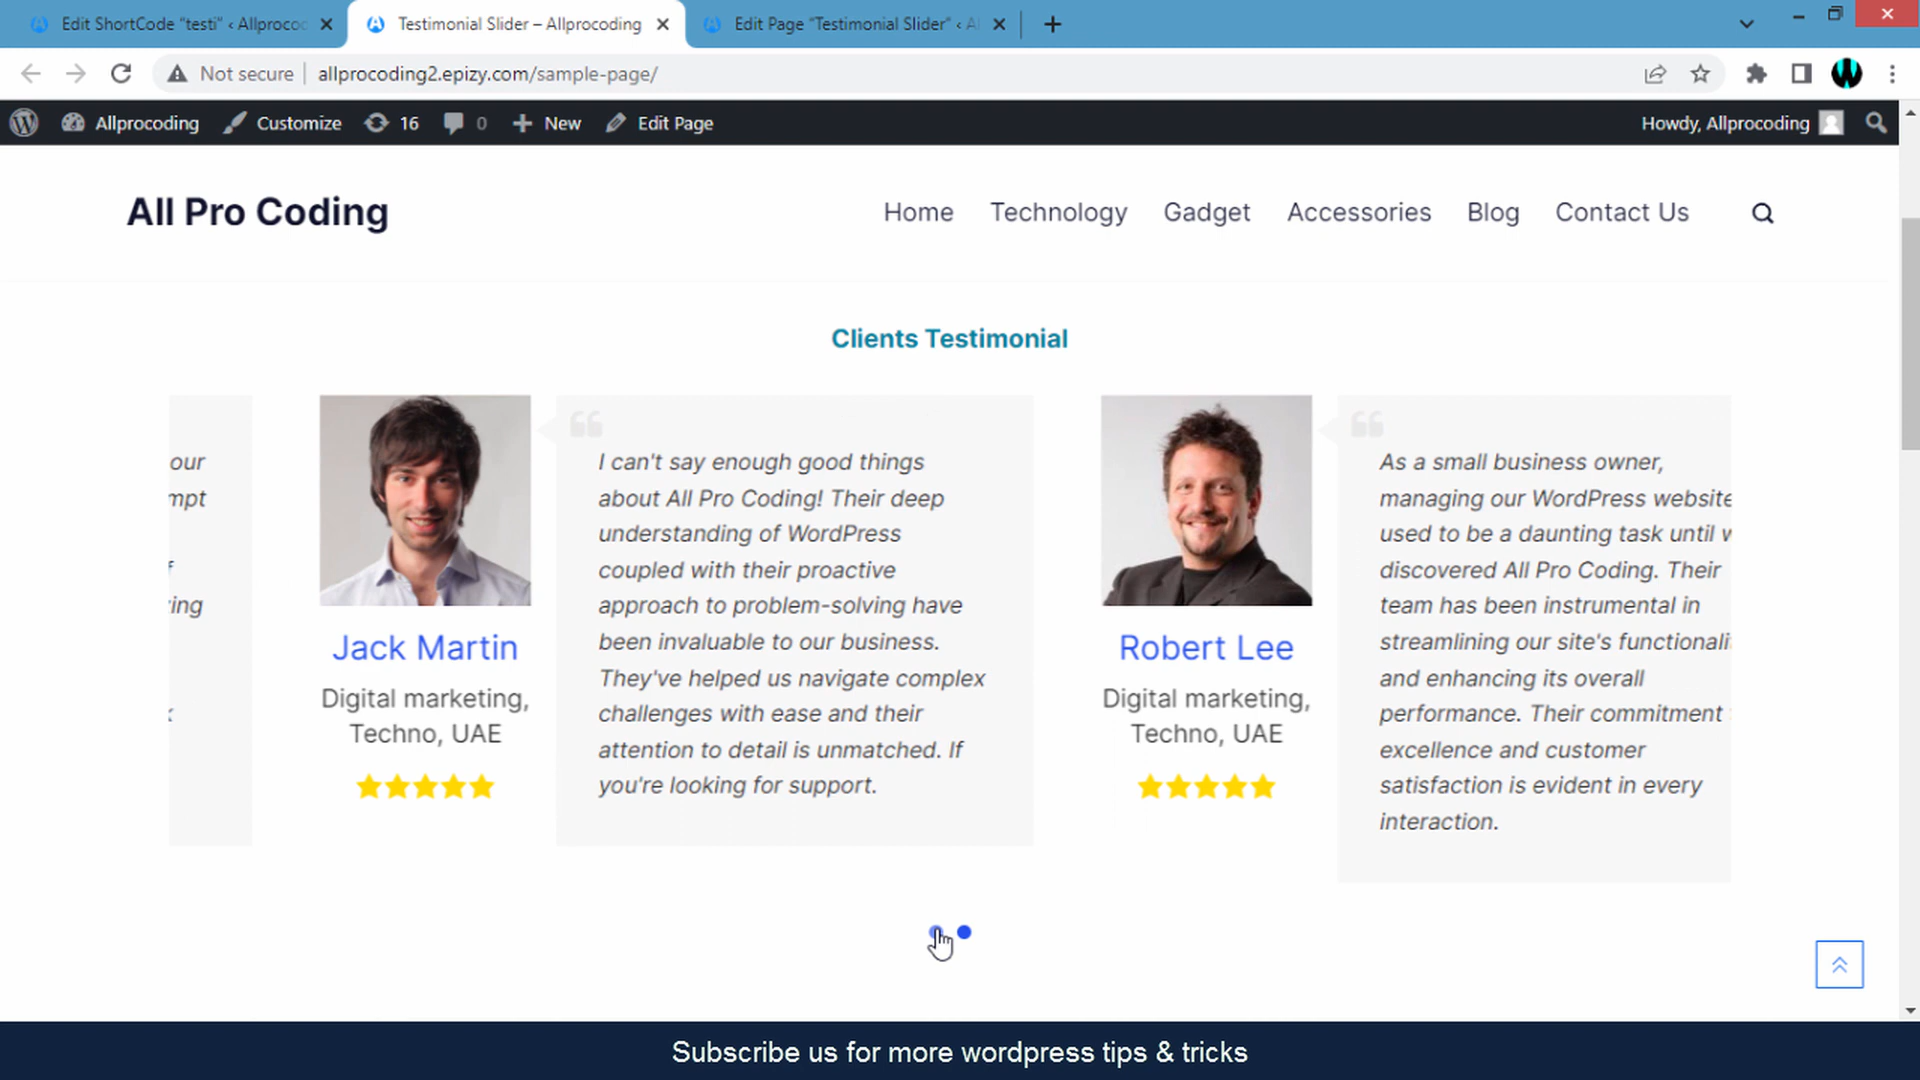 Edit ShortCode "testi" ‹ Allprocod
Testimonial Slider – Allprocoding
Edit Page "Testimonial Slider" ‹ Al
Not secure
allprocoding2.epizy.com/sample-page/
Allprocoding
Customize
16
0
New
Edit Page
Howdy, Allprocoding
All Pro Coding
Home
Technology
Gadget
Accessories
Blog
Contact Us
Clients Testimonial
our
mpt
Jack Martin
Digital marketing,
Techno, UAE
I can't say enough good things
about All Pro Coding! Their deep
understanding of WordPress
coupled with their proactive
approach to problem-solving have
been invaluable to our business.
They've helped us navigate complex
challenges with ease and their
attention to detail is unmatched. If
you're looking for support.
Robert Lee
Digital marketing,
Techno, UAE
As a small business owner,
managing our WordPress website
used to be a daunting task until
discovered All Pro Coding. Their
team has been instrumental in
streamlining our site's functionali
and enhancing its overall
performance. Their commitment
excellence and customer
satisfaction is evident in every
interaction.
Subscribe us for more wordpress tips & tricks